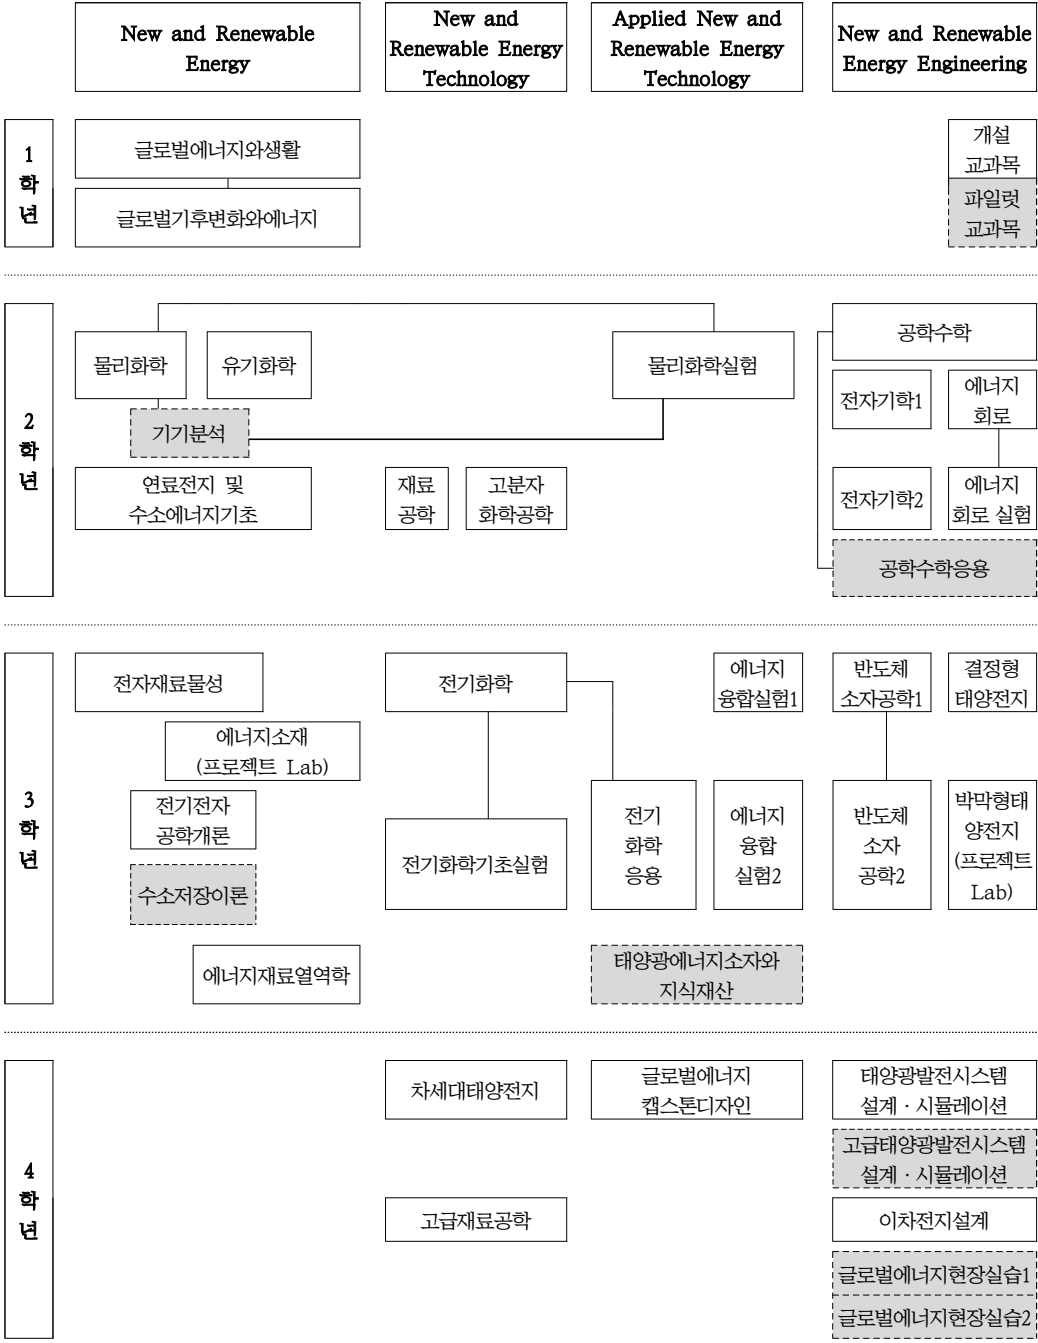 New and Renewable
Energy
New and
Renewable Energy
Technology
Applied New and
Renewable Energy
Technology
New and Renewable
Energy Engineering
1
학
년
글로벌에너지와생활
글로벌기후변화와에너지
개설
교과목
파일럿
교과목
2
학
년
물리화학
유기화학
기기분석
연료전지 및
수소에너지기초
재료
공학
고분자
화학공학
물리화학실험
공학수학
전자기학1
에너지
회로
전자기학2
에너지
회로 실험
공학수학응용
3
학
년
전자재료물성
에너지소재
(프로젝트 Lab)
전기전자
공학개론
수소저장이론
에너지재료열역학
전기화학
전기화학기초실험
전기
화학
응용
에너지
융합실험1
에너지
융합
실험2
태양광에너지소자와
지식재산
반도체
소자공학1
결정형
태양전지
반도체
소자
공학2
박막형태
양전지
(프로젝트
Lab)
4
학
년
차세대태양전지
고급재료공학
글로벌에너지
캡스톤디자인
태양광발전시스템
설계 · 시뮬레이션
고급태양광발전시스템
설계 · 시뮬레이션
이차전지설계
글로벌에너지현장실습1
글로벌에너지현장실습2